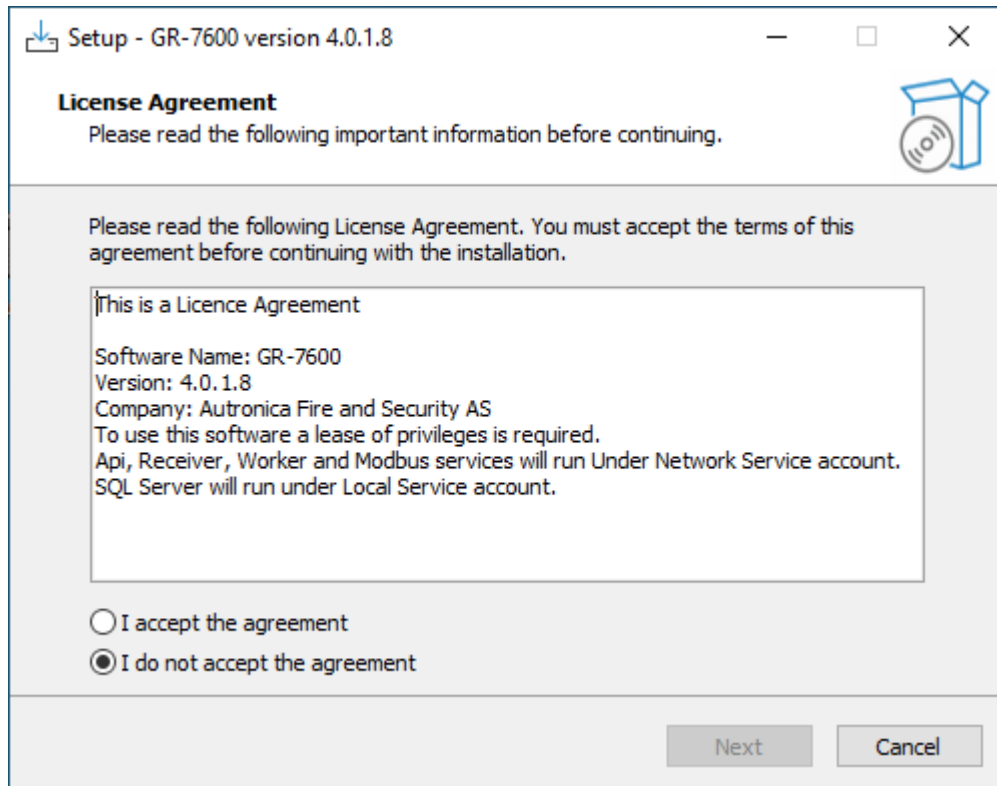 Setup - GR-7600 version 4.0.1.8
License Agreement
Please read the following important information before continuing.
Please read the following License Agreement. You must accept the terms of this
agreement before continuing with the installation.
This is a Licence Agreement
Software Name: GR-7600
Version: 4.0.1.8
Company: Autronica Fire and Security AS
To use this software a lease of privileges is required.
Api, Receiver, Worker and Modbus services will run Under Network Service account.
SQL Server will run under Local Service account.
I accept the agreement
I do not accept the agreement
Next
Cancel